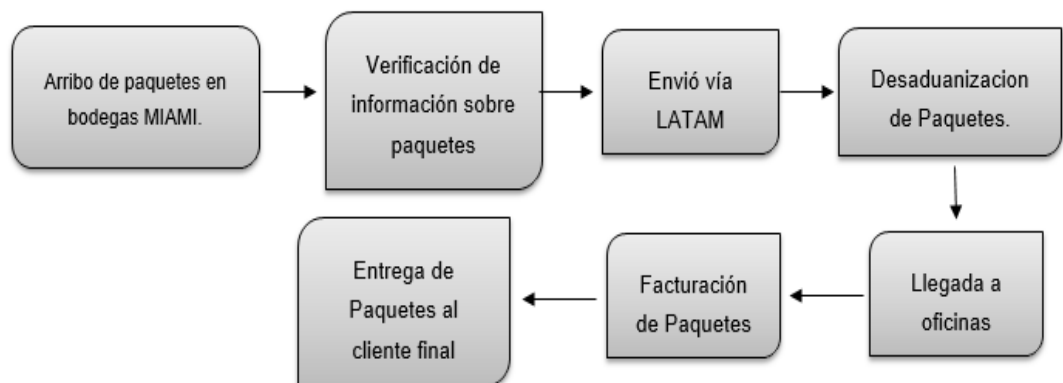 Arribo de paquetes en
bodegas MIAMI.
Verificación de
información sobre
paquetes
Envió vía
LATAM
Desaduanizacion
de Paquetes.
Llegada a
oficinas
Facturación
de Paquetes
Entrega de
Paquetes al
cliente final